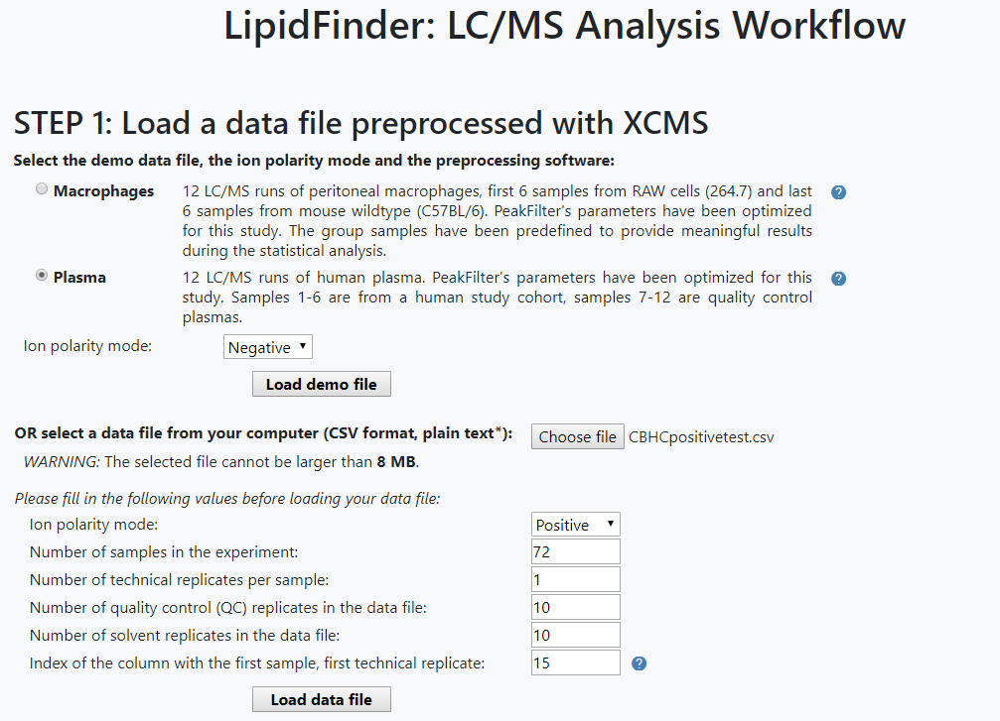 LipidFinder: LC/MS Analysis Workflow
STEP 1: Load a data file preprocessed with XCMS
Select the demo data file, the ion polarity mode and the preprocessing software:
Macrophages 12 LC/MS runs of peritoneal macrophages, first 6 samples from RAW cells (264.7) and last ?
6 samples from mouse wildtype (C57BL/6). PeakFilter's parameters have been optimized
for this study. The group samples have been predefined to provide meaningful results
during the statistical analysis.
Plasma 12 LC/MS runs of human plasma. PeakFilter's parameters have been optimized for this ?
study. Samples 1-6 are from a human study cohort, samples 7-12 are quality control
plasmas.
Ion polarity mode: Negative
Load demo file
OR select a data file from your computer (CSV format, plain text*): Choose file CBHCpositivetest.csv
WARNING: The selected file cannot be larger than 8 MB.
Please fill in the following values before loading your data file:
Ion polarity mode: Positive
Number of samples in the experiment: 72
Number of technical replicates per sample: 1
Number of quality control (QC) replicates in the data file: 10
Number of solvent replicates in the data file: 10
Index of the column with the first sample, first technical replicate: 15 ?
Load data file